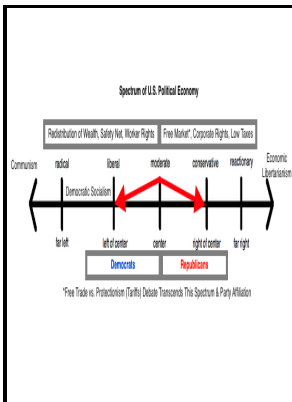 Spectrum of U.S. Political Economy
Redistribution of Wealth, Safety Net, Worker Rights
Free Market*, Corporate Rights, Low Taxes
Communism
radical
liberal
moderate
conservative
reactionary
Economic
Libertarianism
Democratic Socialism
far left
left of center
center
right of center
far right
Democrats
Republicans
*Free Trade vs. Protectionism (Tariffs) Debate Transcends This Spectrum & Party Affiliation